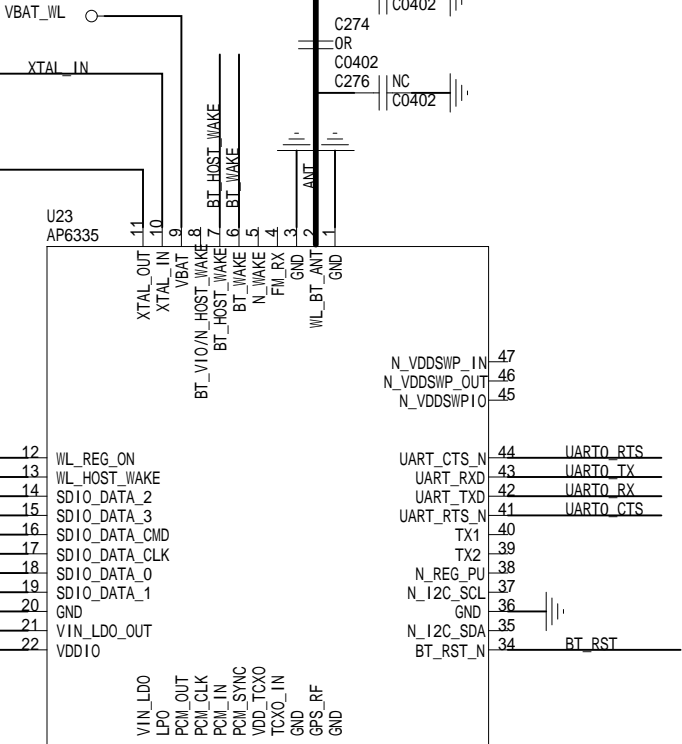 C0402
VBAT_WL
C274
OR
C0402
XTAL_IN
C276
NC
C0402
BT_HOST_WAKE
BT_WAKE
ANT
U23
AP6335
11
10
9
8
7
6
5
4
3
2
1
XTAL_OUT
XTAL_IN
VBAT
BT_VIO/N_HOST_WAKE
BT_HOST_WAKE
BT_WAKE
N_WAKE
FM_RX
GND
WL_BT_ANT
GND
N_VDDSWP_IN 47
N_VDDSWP_OUT 46
N_VDDSWPIO 45
12 WL_REG_ON
13 WL_HOST_WAKE
14 SDIO_DATA_2
15 SDIO_DATA_3
16 SDIO_DATA_CMD
17 SDIO_DATA_CLK
18 SDIO_DATA_0
19 SDIO_DATA_1
20 GND
21 VIN_LDO_OUT
22 VDDIO
UART_CTS_N 44 UART0_RTS
UART_RXD 43 UART0_TX
UART_TXD 42 UART0_RX
UART_RTS_N 41 UART0_CTS
TX1 40
TX2 39
N_REG_PU 38
N_I2C_SCL 37
GND 36
N_I2C_SDA 35
BT_RST_N 34 BT_RST
VIN_LDO
LPO
PCM_OUT
PCM_CLK
PCM_IN
PCM_SYNC
VDD_TCXO
TCXO_IN
GND
GPS_RF
GND